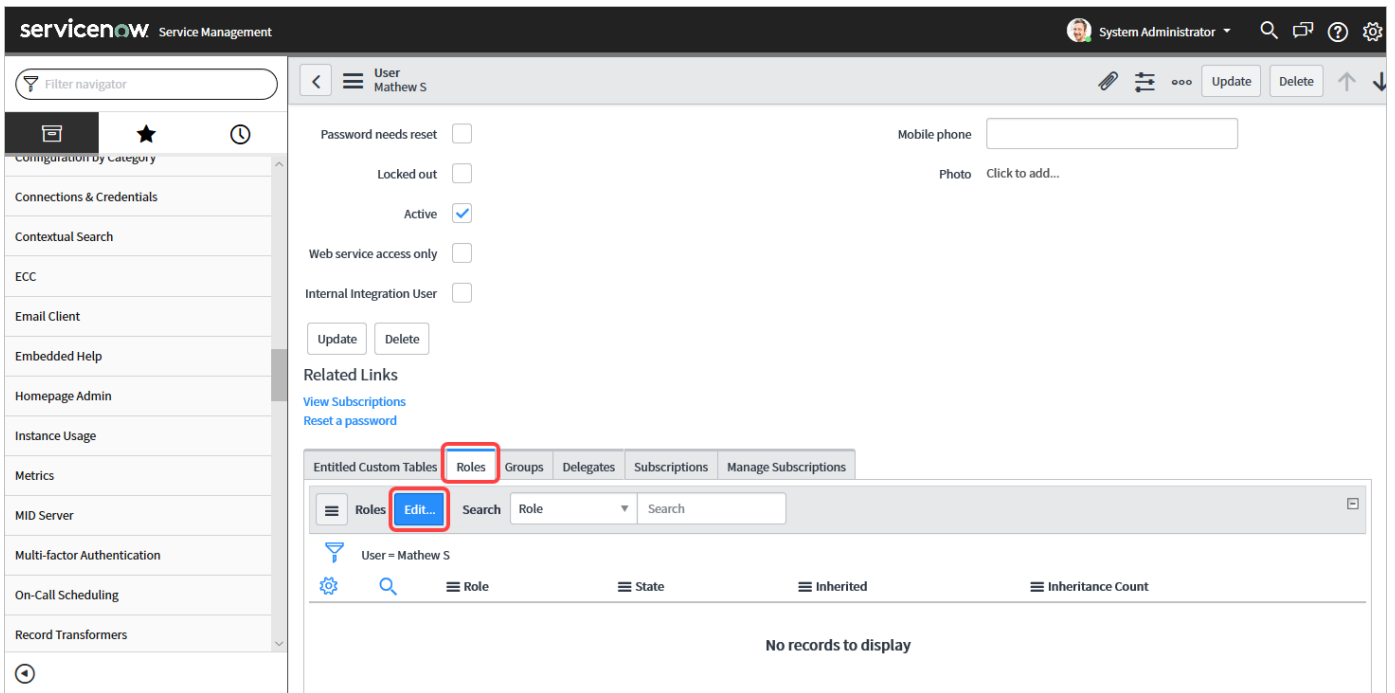 servicenow. Service Management
System Administrator
Filter navigator
Configuration by Category
Connections & Credentials
Contextual Search
ECC
Email Client
Embedded Help
Homepage Admin
Instance Usage
Metrics
MID Server
Multi-factor Authentication
On-Call Scheduling
Record Transformers
User
Mathew S
Update Delete
Password needs reset
Mobile phone
Locked out
Photo Click to add...
Active
Web service access only
Internal Integration User
Update Delete
Related Links
View Subscriptions
Reset a password
Entitled Custom Tables Roles Groups Delegates Subscriptions Manage Subscriptions
Roles Edit... Search Role Search
User = Mathew S
Role State Inherited Inheritance Count
No records to display